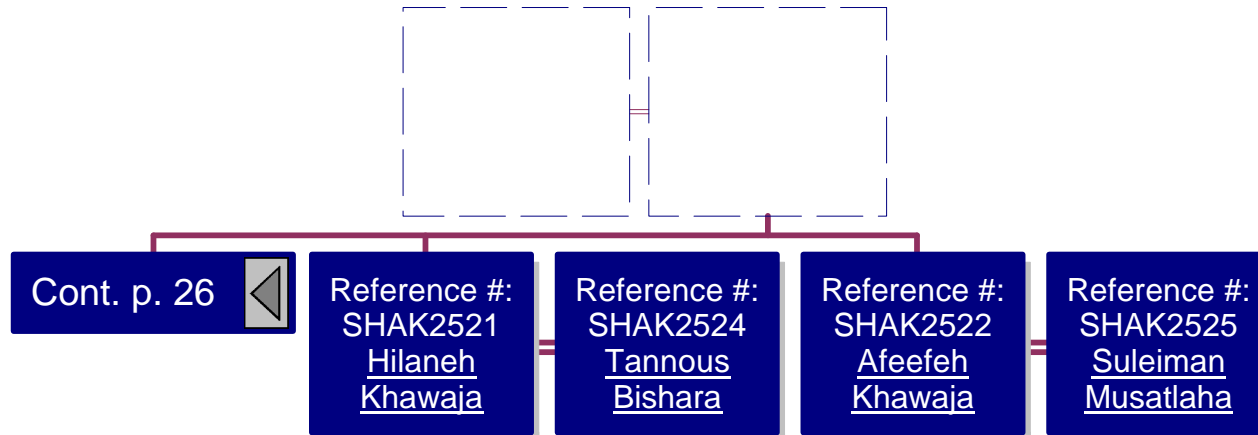 Cont. p. 26
Reference #:
SHAK2521
Hilaneh
Khawaja
Reference #:
SHAK2524
Tannous
Bishara
Reference #:
SHAK2522
Afeefeh
Khawaja
Reference #:
SHAK2525
Suleiman
Musatlaha